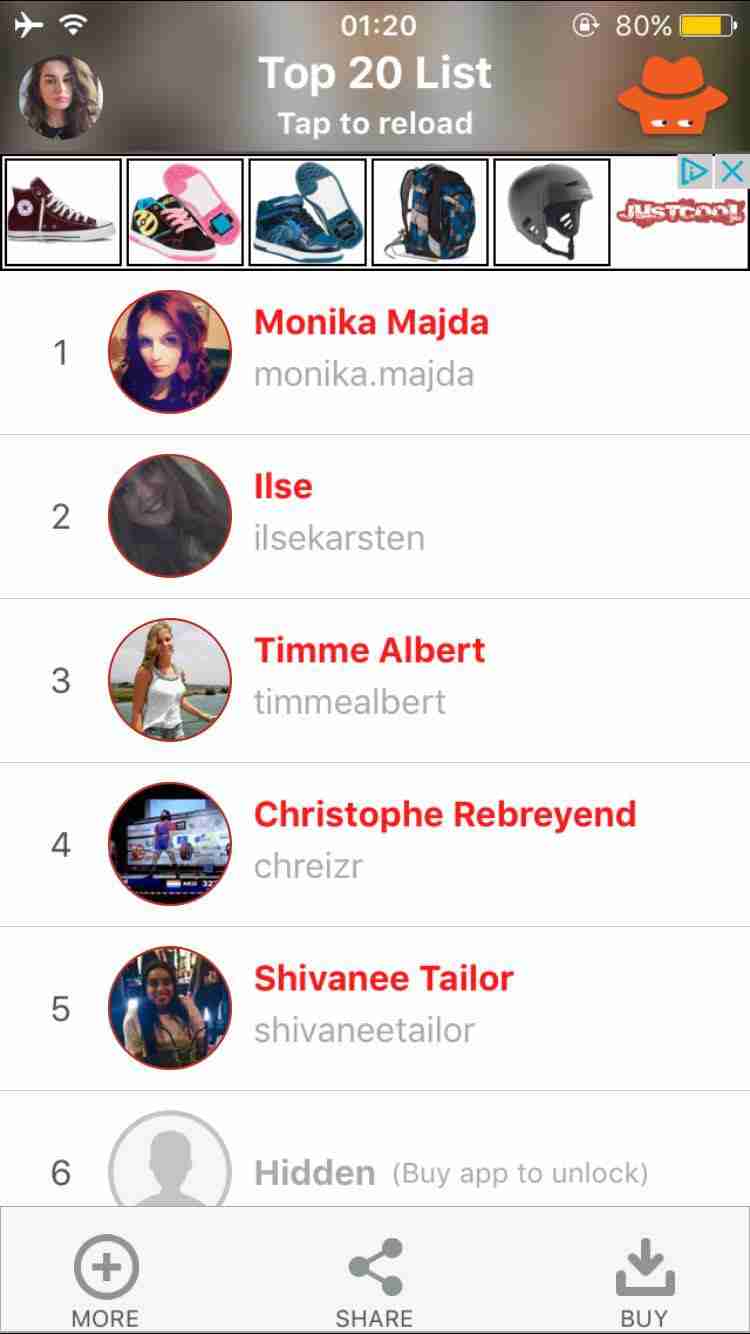 01:20
80%
Top 20 List
Tap to reload
JUSTCOOL
1
Monika Majda
monika.majda
2
Ilse
ilsekarsten
3
Timme Albert
timmealbert
4
Christophe Rebreyend
chreizr
5
Shivanee Tailor
shivaneetailor
6
Hidden (Buy app to unlock)
MORE
SHARE
BUY